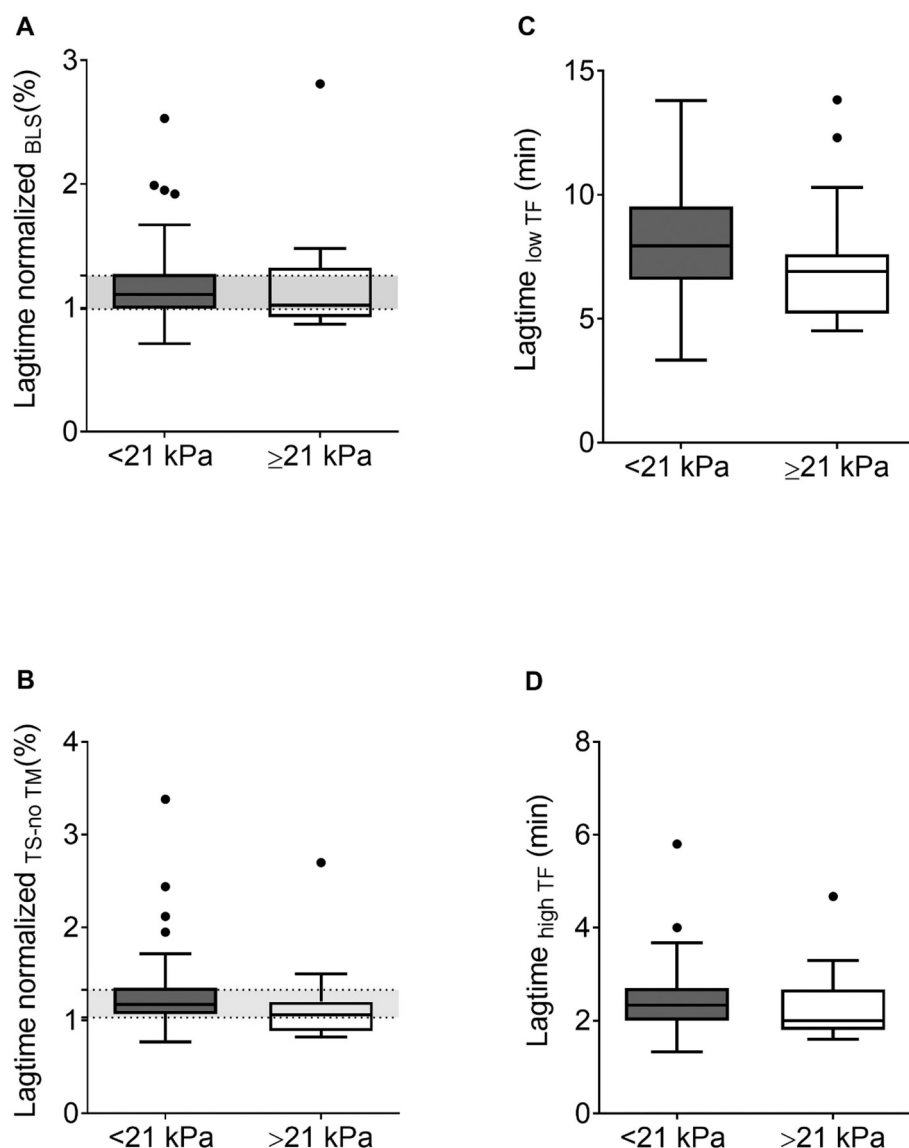 A
Lagtime normalized BLS(%)
3
2
1
0
<21 kPa ≥21 kPa
C
Lagtime low TF (min)
15
10
5
0
<21 kPa ≥21 kPa
B
Lagtime normalized TS-no TM(%)
4
3
2
1
0
<21 kPa ≥21 kPa
D
Lagtime high TF (min)
8
6
4
2
0
<21 kPa ≥21 kPa